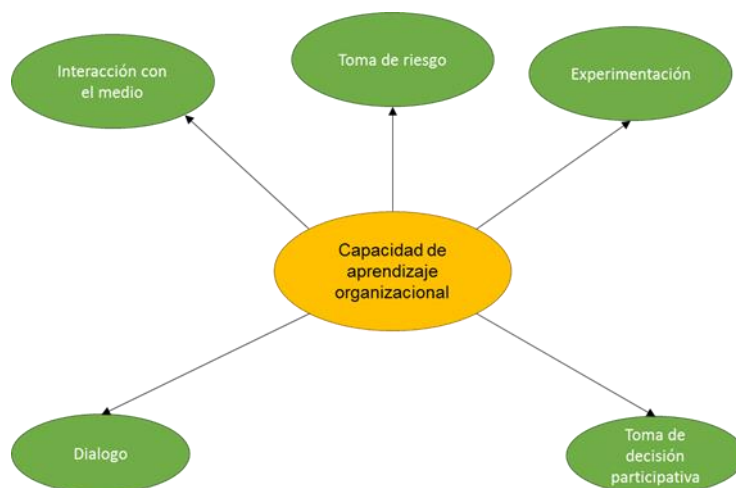 Interacción con
el medio
Toma de riesgo
Experimentación
Capacidad de
aprendizaje
organizacional
Dialogo
Toma de
decisión
participativa